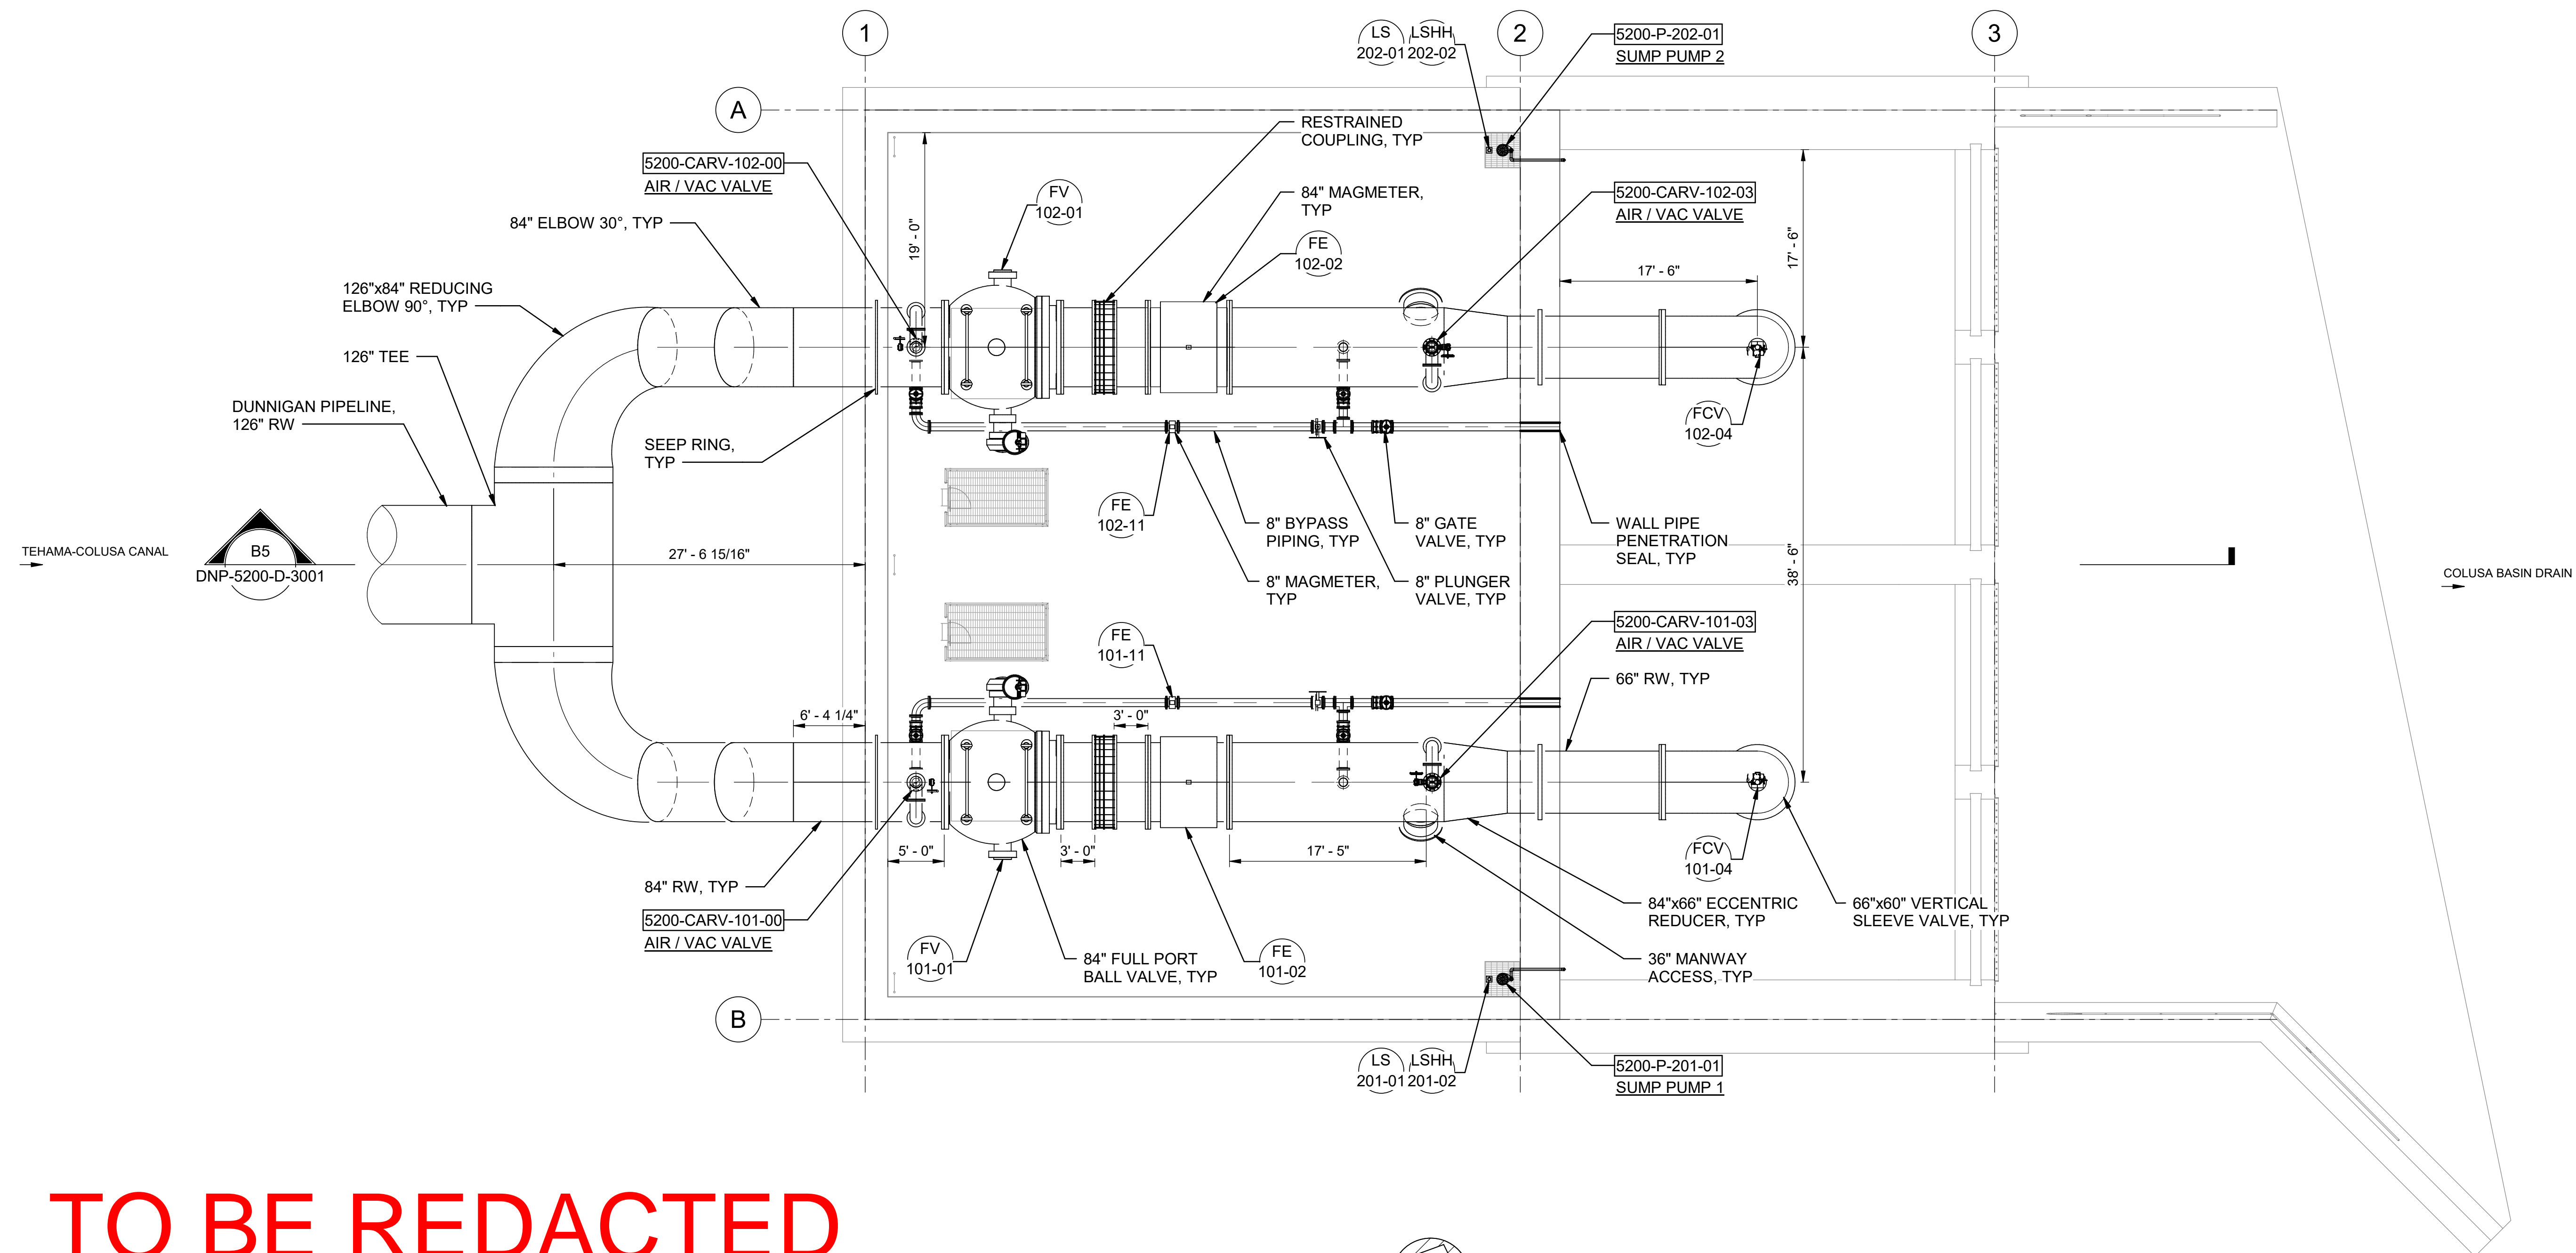 1
2
3
LS
202-01
LSHH
202-02
5200-P-202-01
SUMP PUMP 2
A
RESTRAINED
COUPLING, TYP
5200-CARV-102-00
AIR / VAC VALVE
FV
102-01
84" MAGMETER,
TYP
5200-CARV-102-03
AIR / VAC VALVE
84" ELBOW 30°, TYP
19' - 0"
FE
102-02
17' - 6"
17' - 6"
126"x84" REDUCING
ELBOW 90°, TYP
126" TEE
DUNNIGAN PIPELINE,
126" RW
SEEP RING,
TYP
FCV
102-04
FE
102-11
8" BYPASS
PIPING, TYP
8" GATE
VALVE, TYP
WALL PIPE
PENETRATION
SEAL, TYP
TEHAMA-COLUSA CANAL
B5
DNP-5200-D-3001
27' - 6 15/16"
38' - 6"
COLUSA BASIN DRAIN
8" MAGMETER,
TYP
8" PLUNGER
VALVE, TYP
FE
101-11
5200-CARV-101-03
AIR / VAC VALVE
66" RW, TYP
6' - 4 1/4"
3' - 0"
5' - 0"
3' - 0"
17' - 5"
FCV
101-04
84" RW, TYP
5200-CARV-101-00
AIR / VAC VALVE
84"x66" ECCENTRIC
REDUCER, TYP
66"x60" VERTICAL
SLEEVE VALVE, TYP
FV
101-01
84" FULL PORT
BALL VALVE, TYP
FE
101-02
36" MANWAY
ACCESS, TYP
B
LS
201-01
LSHH
201-02
5200-P-201-01
SUMP PUMP 1
TO BE REDACTED